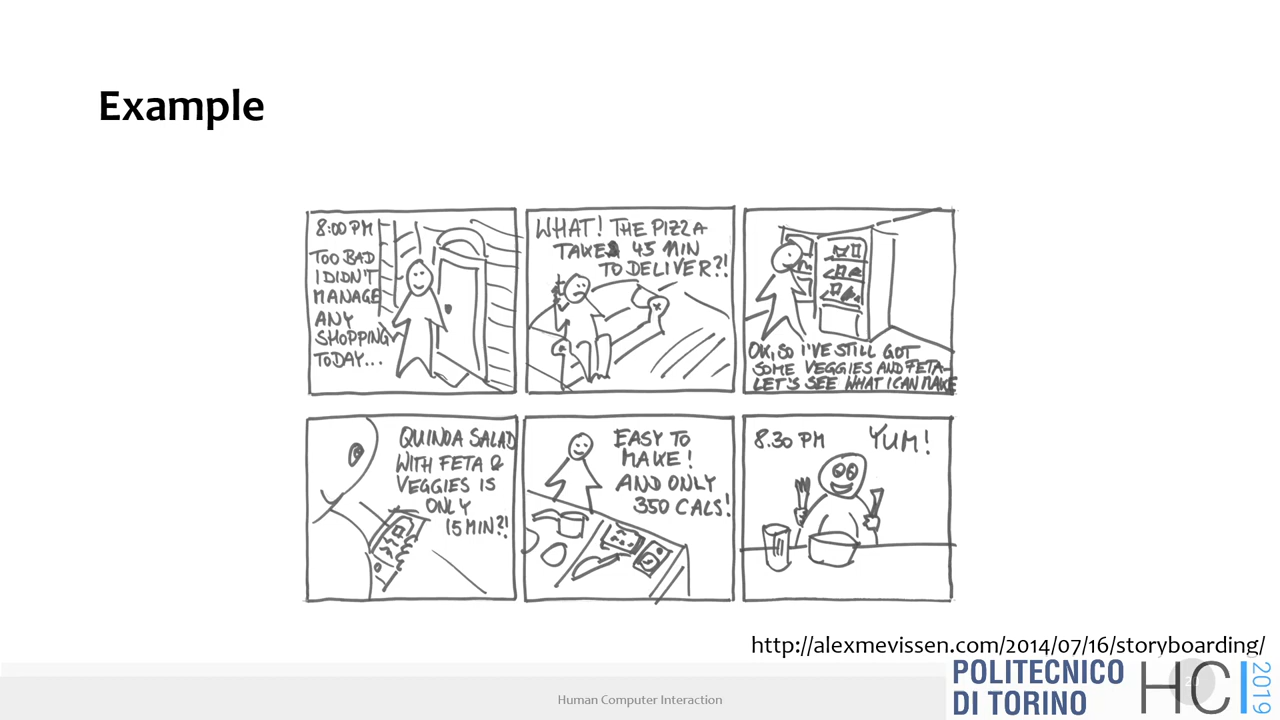 Example
8:00 PM
TOO BAD
I DIDN'T
MANAGE
ANY
SHOPPING
TODAY...
WHAT! THE PIZZA
TAKES 45 MIN
TO DELIVER?!
OK, SO I'VE STILL GOT
SOME VEGGIES AND FETA-
LET'S SEE WHAT I CAN MAKE
QUINOA SALAD
WITH FETA &
VEGGIES IS
ONLY
15 MIN?!
EASY TO
MAKE!
AND ONLY
350 CALS!
8.30 PM YUM!
http://alexmevissen.com/2014/07/16/storyboarding/
Human Computer Interaction
POLITECNICO
DI TORINO
HCI
2019